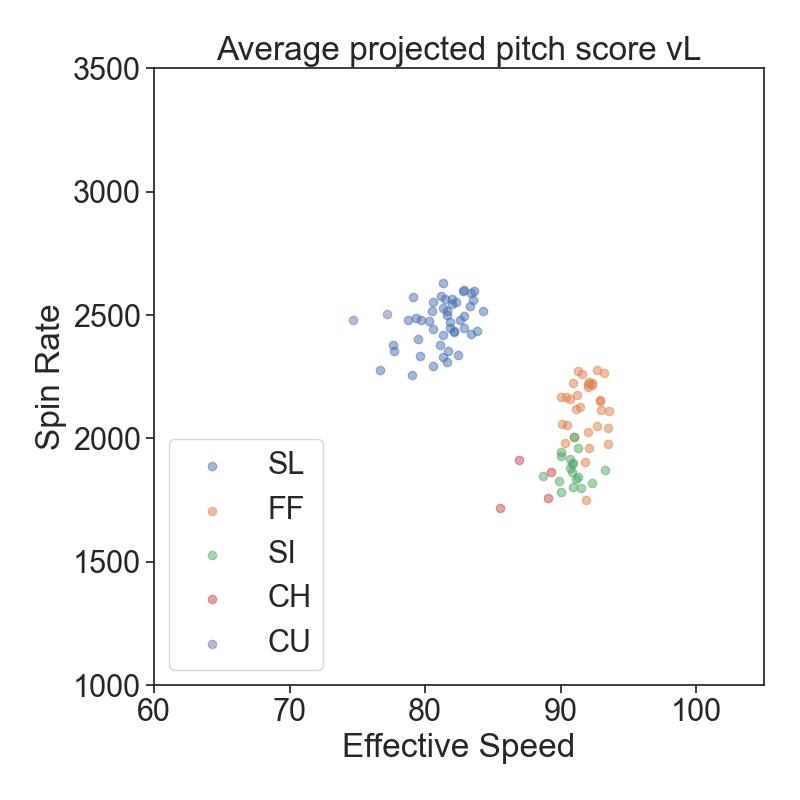 Average projected pitch score vL
3500
3000
2500
2000
1500
1000
Spin Rate
SL
FF
SI
CH
CU
60 70 80 90 100
Effective Speed